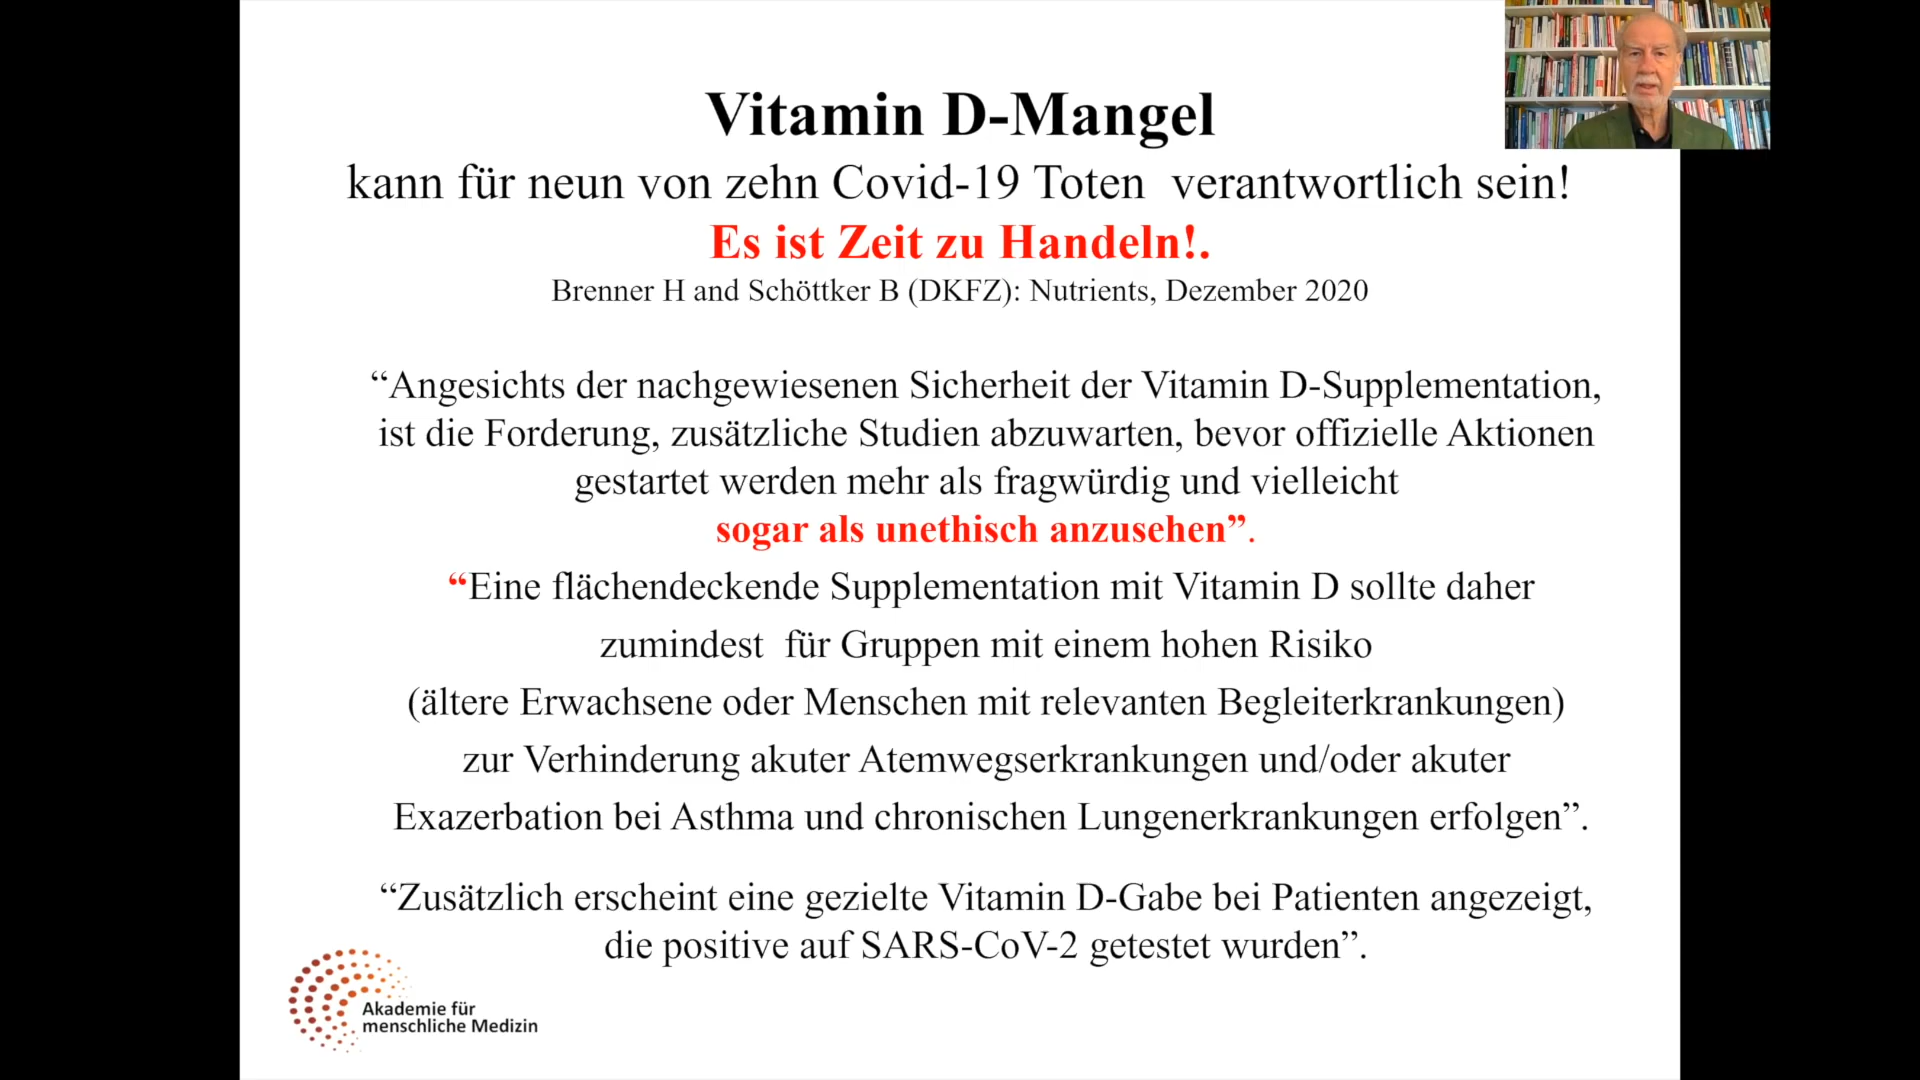 Vitamin D-Mangel
kann für neun von zehn Covid-19 Toten  verantwortlich sein!
Es ist Zeit zu Handeln!.
Brenner H and Schöttker B (DKFZ): Nutrients, Dezember 2020
“Angesichts der nachgewiesenen Sicherheit der Vitamin D-Supplementation,
ist die Forderung, zusätzliche Studien abzuwarten, bevor offizielle Aktionen
gestartet werden mehr als fragwürdig und vielleicht
sogar als unethisch anzusehen”.
“Eine flächendeckende Supplementation mit Vitamin D sollte daher
zumindest  für Gruppen mit einem hohen Risiko
(ältere Erwachsene oder Menschen mit relevanten Begleiterkrankungen)
zur Verhinderung akuter Atemwegserkrankungen und/oder akuter
Exazerbation bei Asthma und chronischen Lungenerkrankungen erfolgen”.
“Zusätzlich erscheint eine gezielte Vitamin D-Gabe bei Patienten angezeigt,
die positive auf SARS-CoV-2 getestet wurden”.
Akademie für
menschliche Medizin